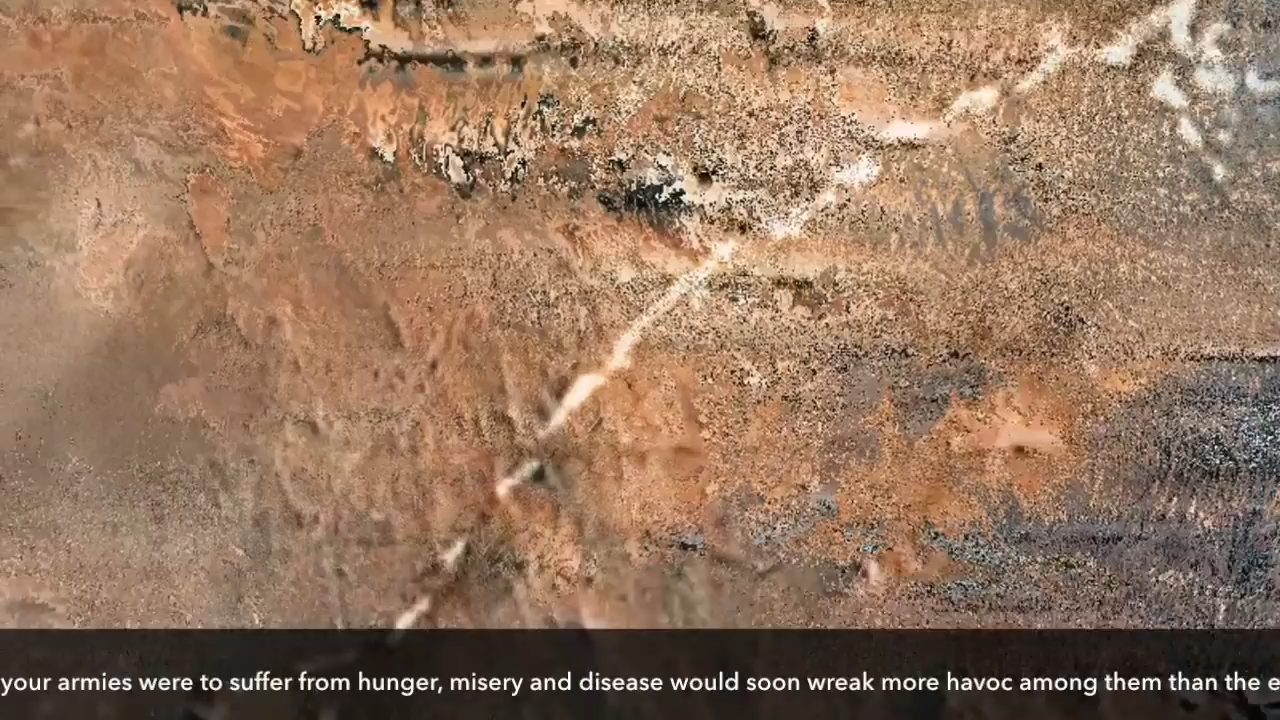 your armies were to suffer from hunger, misery and disease would soon wreak more havoc among them than the